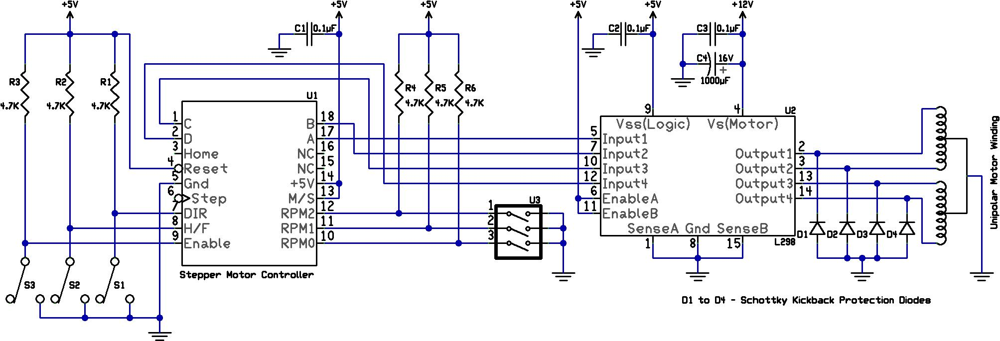 +5V +5V +5V +5V +5V +12V
C1 0.1µF C2 0.1µF C3 0.1µF
C4 16V
+
1000µF
R3 R2 R1 R4 R5 R6
4.7K 4.7K 4.7K 4.7K 4.7K 4.7K
U1
1 C B 18
2 D A 17
3 Home NC 16
4 Reset NC 15
5 Gnd +5V 14
6 Step M/S 13
7 DIR RPM2 12
8 H/F RPM1 11
9 Enable RPM0 10
Stepper Motor Controller
S3 S2 S1
U3
1
2
3
9 4 U2
Vss(Logic) Vs(Motor)
5 Input1
7 Input2 Output1 2
10 Input3 Output2 3
12 Input4 Output3 13
6 EnableA Output4 14
11 EnableB
SenseA Gnd SenseB
1 8 15 L298
D1 D2 D3 D4
Unipolar Motor Winding
D1 to D4 - Schottky Kickback Protection Diodes